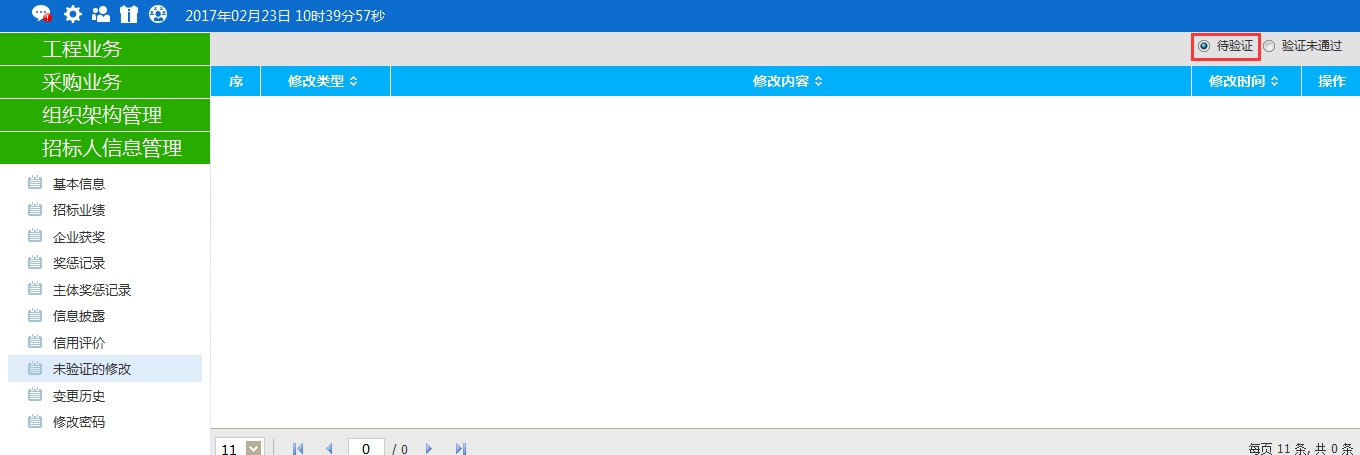 2017年02月23日 10时39分57秒
工程业务
采购业务
组织架构管理
招标人信息管理
基本信息
招标业绩
企业获奖
奖惩记录
主体奖惩记录
信息披露
信用评价
未验证的修改
变更历史
修改密码
待验证 验证未通过
序 修改类型 修改内容 修改时间 操作
11 0 / 0 每页 11 条, 共 0 条